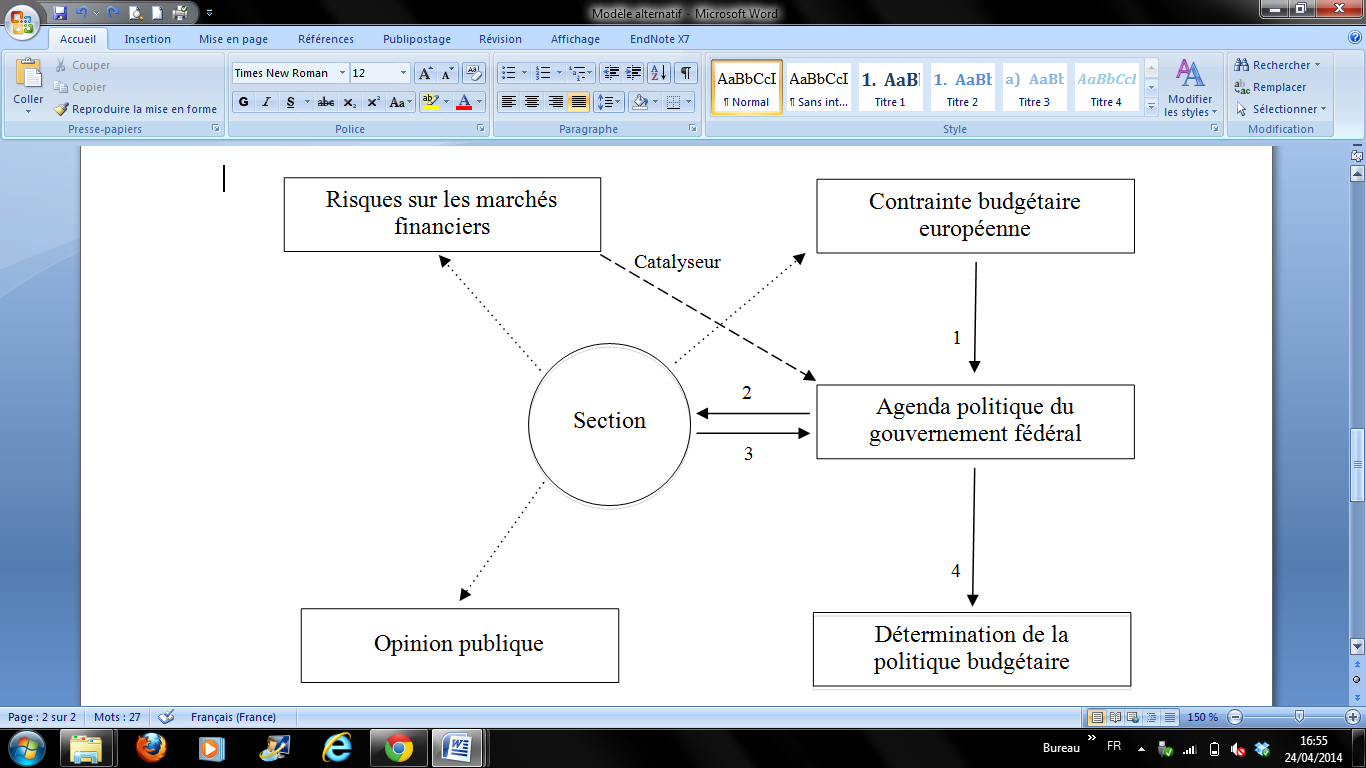 Modèle alternatif - Microsoft Word
Accueil Insertion Mise en page Références Publipostage Révision Affichage EndNote X7
Coller
Couper
Copier
Reproduire la mise en forme
Presse-papiers
Times New Roman 12
G I S abc x₂ x² Aa
Police
Paragraphe
AaBbCcI AaBbCcI 1. AaBl 1. AaBb a) AaBb AaBbCcI
¶ Normal ¶ Sans int... Titre 1 Titre 2 Titre 3 Titre 4
Modifier
les styles
Style
Rechercher
Remplacer
Sélectionner
Modification
Risques sur les marchés
financiers
Contrainte budgétaire
européenne
Catalyseur
1
2
Section
Agenda politique du
gouvernement fédéral
3
4
Opinion publique
Détermination de la
politique budgétaire
Page : 2 sur 2 Mots : 27 Français (France) 150 %
Bureau FR 16:55
24/04/2014